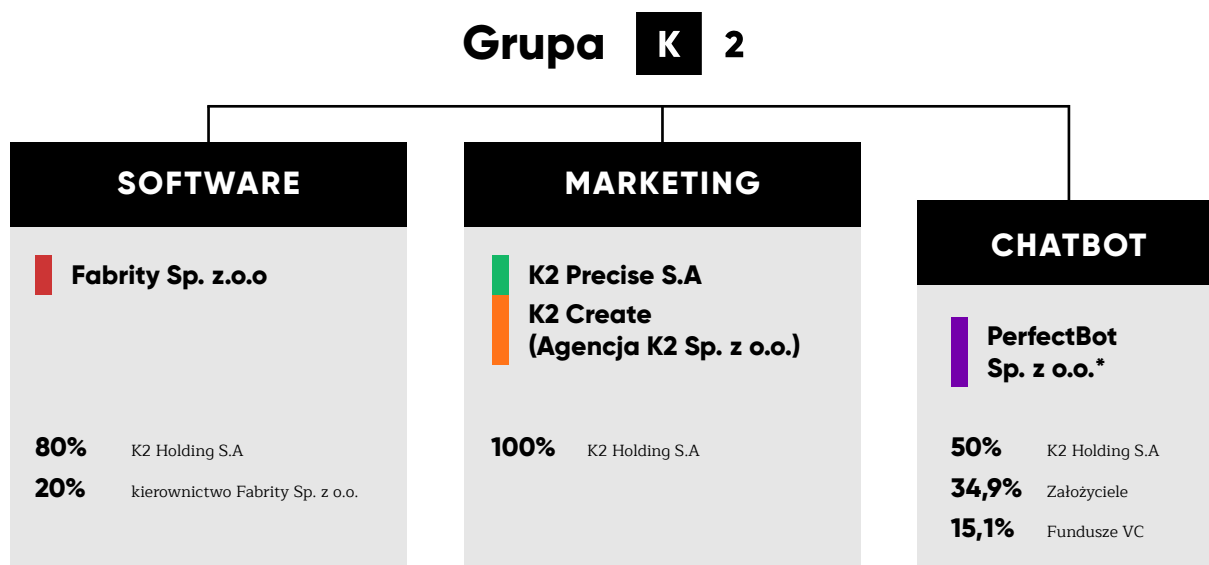 Grupa K 2
SOFTWARE
Fabrity Sp. z.o.o
80% K2 Holding S.A
20% kierownictwo Fabrity Sp. z o.o.
MARKETING
K2 Precise S.A
K2 Create
(Agencja K2 Sp. z o.o.)
100% K2 Holding S.A
CHATBOT
PerfectBot
Sp. z o.o.*
50% K2 Holding S.A
34,9% Założyciele
15,1% Fundusze VC